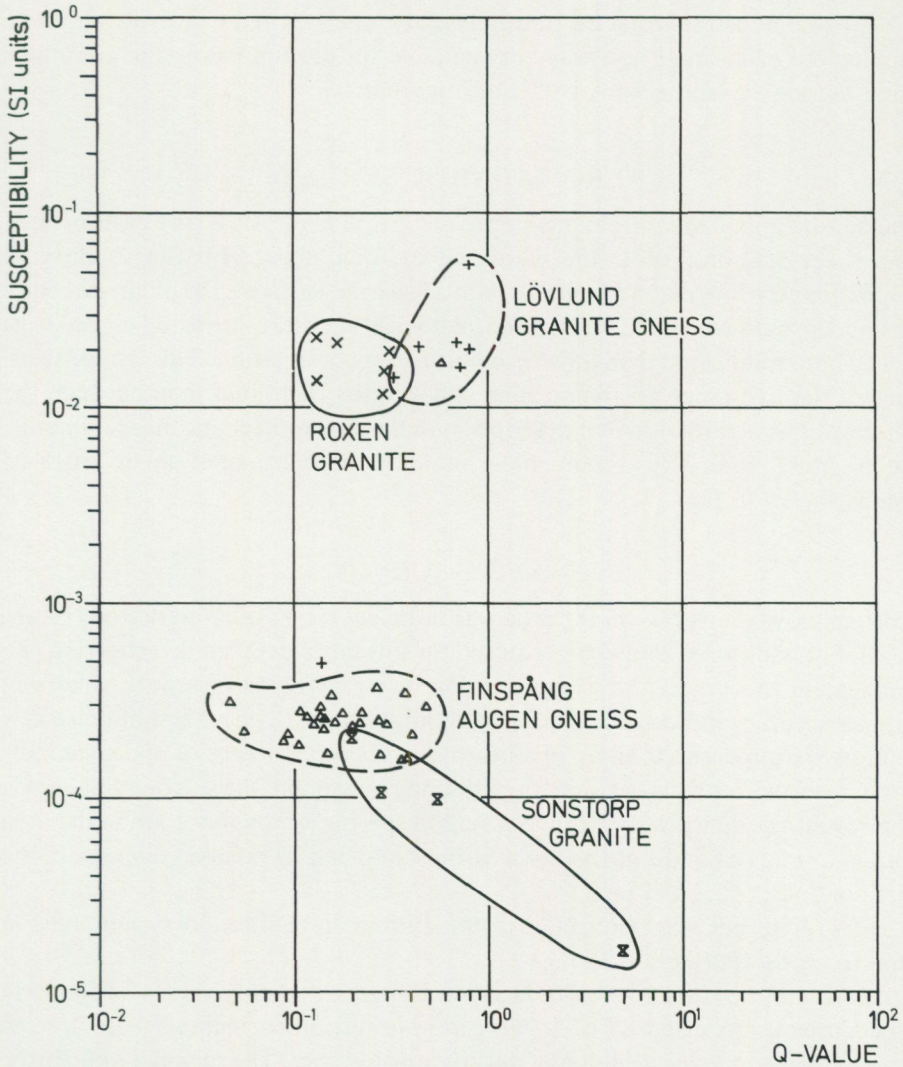 SUSCEPTIBILITY (SI units)
10⁰
10⁻¹
10⁻²
10⁻³
10⁻⁴
10⁻⁵
LÖVLUND
GRANITE GNEISS
ROXEN
GRANITE
FINSPÅNG
AUGEN GNEISS
SONSTORP
GRANITE
10⁻² 10⁻¹ 10⁰ 10¹ 10²
Q-VALUE